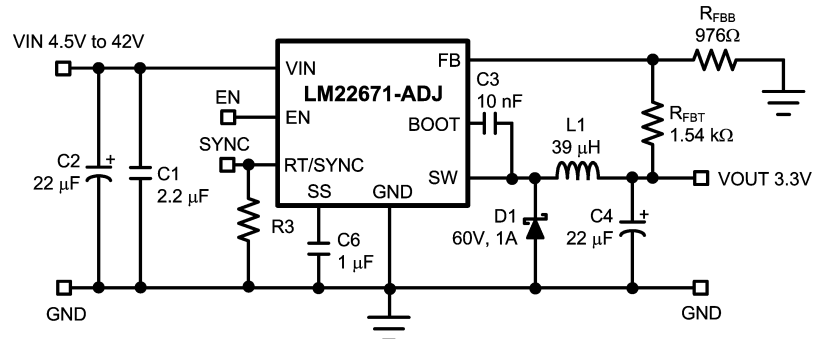 VIN 4.5V to 42V
VIN
FB
LM22671-ADJ
RFBB
976Ω
C3
10 nF
EN
EN
BOOT
RFBT
1.54 kΩ
L1
39 µH
SYNC
RT/SYNC
SW
VOUT 3.3V
C2
22 µF
C1
2.2 µF
SS
GND
R3
C6
1 µF
D1
60V, 1A
C4
22 µF
+
+
GND
GND